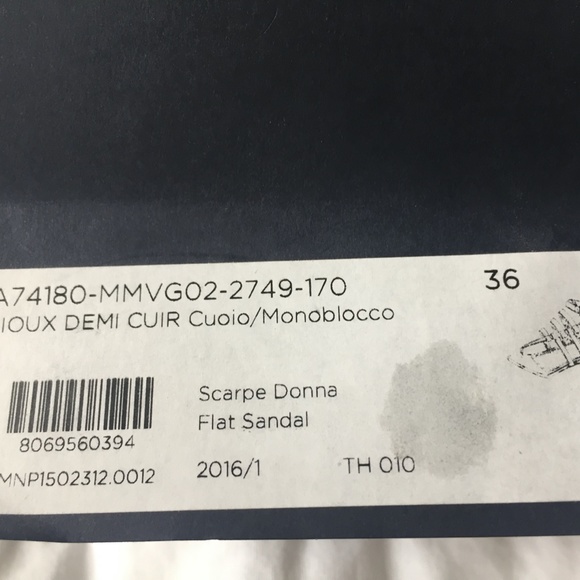 A74180-MMVG02-2749-170 36
IOUX DEMI CUIR Cuoio/Monoblocco
Scarpe Donna
Flat Sandal
8069560394
MNP1502312.0012 2016/1 TH 010